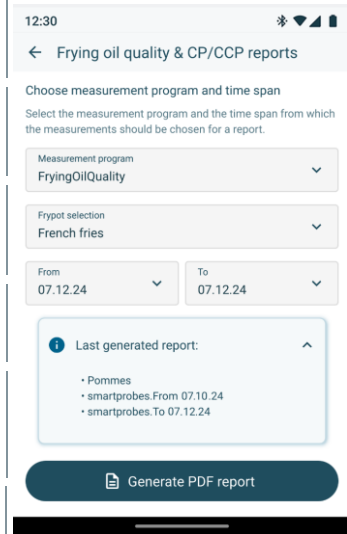 12:30
Frying oil quality & CP/CCP reports
Choose measurement program and time span
Select the measurement program and the time span from which
the measurements should be chosen for a report.
Measurement program
FryingOilQuality
Frypot selection
French fries
From
07.12.24
To
07.12.24
Last generated report:
• Pommes
• smartprobes.From 07.10.24
• smartprobes.To 07.12.24
Generate PDF report